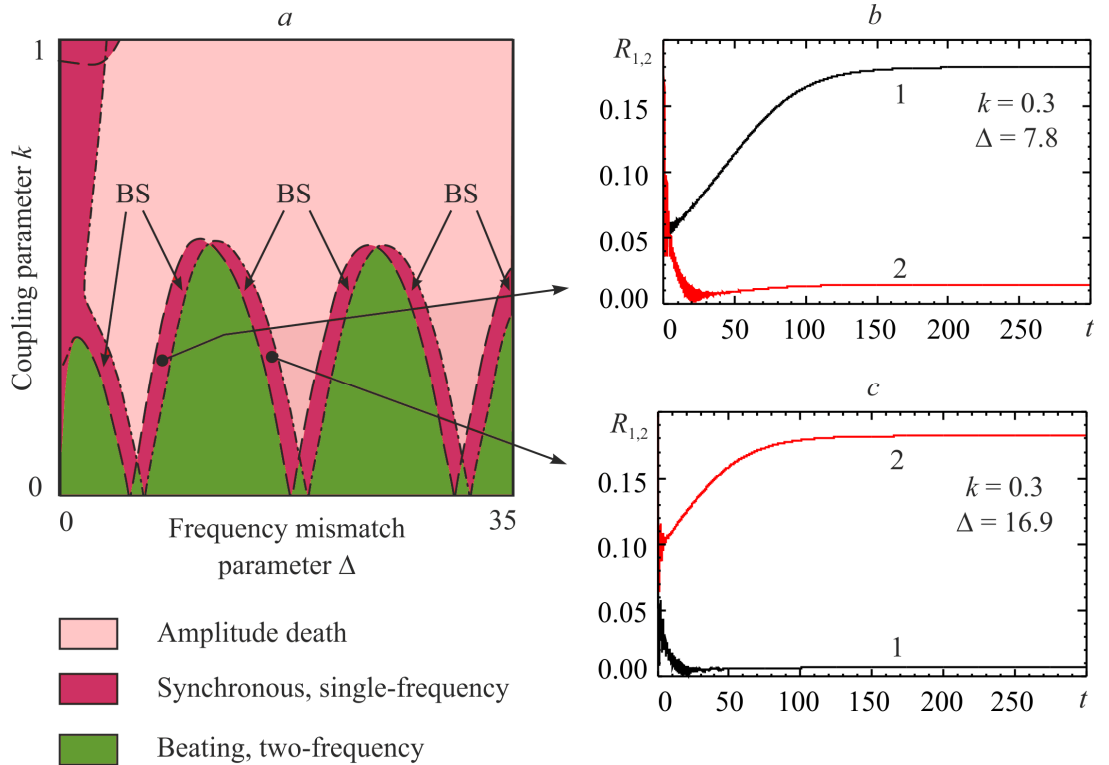 a
1
Coupling parameter k
BS
BS
BS
0
0
35
Frequency mismatch
parameter Δ
Amplitude death
Synchronous, single-frequency
Beating, two-frequency
b
R1,2
0.15
0.10
0.05
0.00
1
2
k = 0.3
Δ = 7.8
0
50
100
150
200
250
t
c
R1,2
0.15
0.10
0.05
0.00
2
1
k = 0.3
Δ = 16.9
0
50
100
150
200
250
t